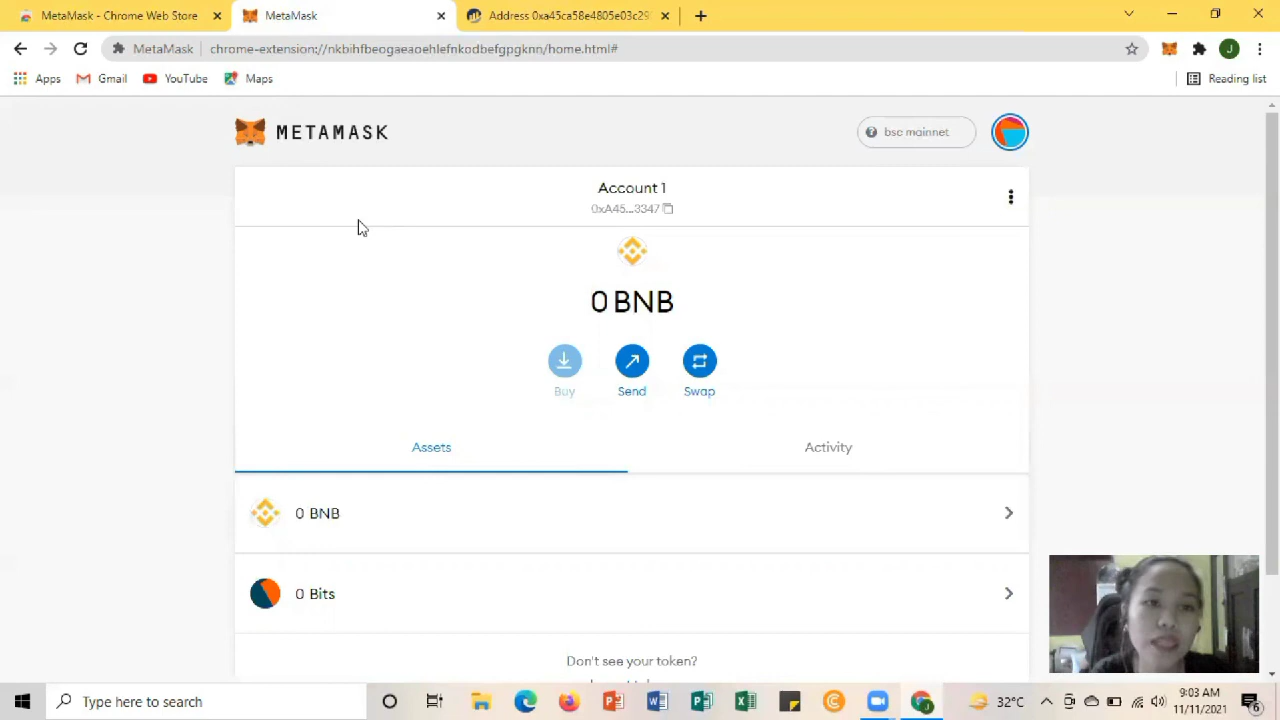 MetaMask - Chrome Web Store
MetaMask
Address 0xa45ca58e4805e03c29
MetaMask
chrome-extension://nkbihfbeogaeaoehlefnkodbefgpgknn/home.html#
J
Apps
Gmail
YouTube
Maps
Reading list
METAMASK
bsc mainnet
Account 1
0xA45...3347
0 BNB
Buy
Send
Swap
Assets
Activity
0 BNB
0 Bits
Don't see your token?
Type here to search
32°C
9:03 AM
11/11/2021
6